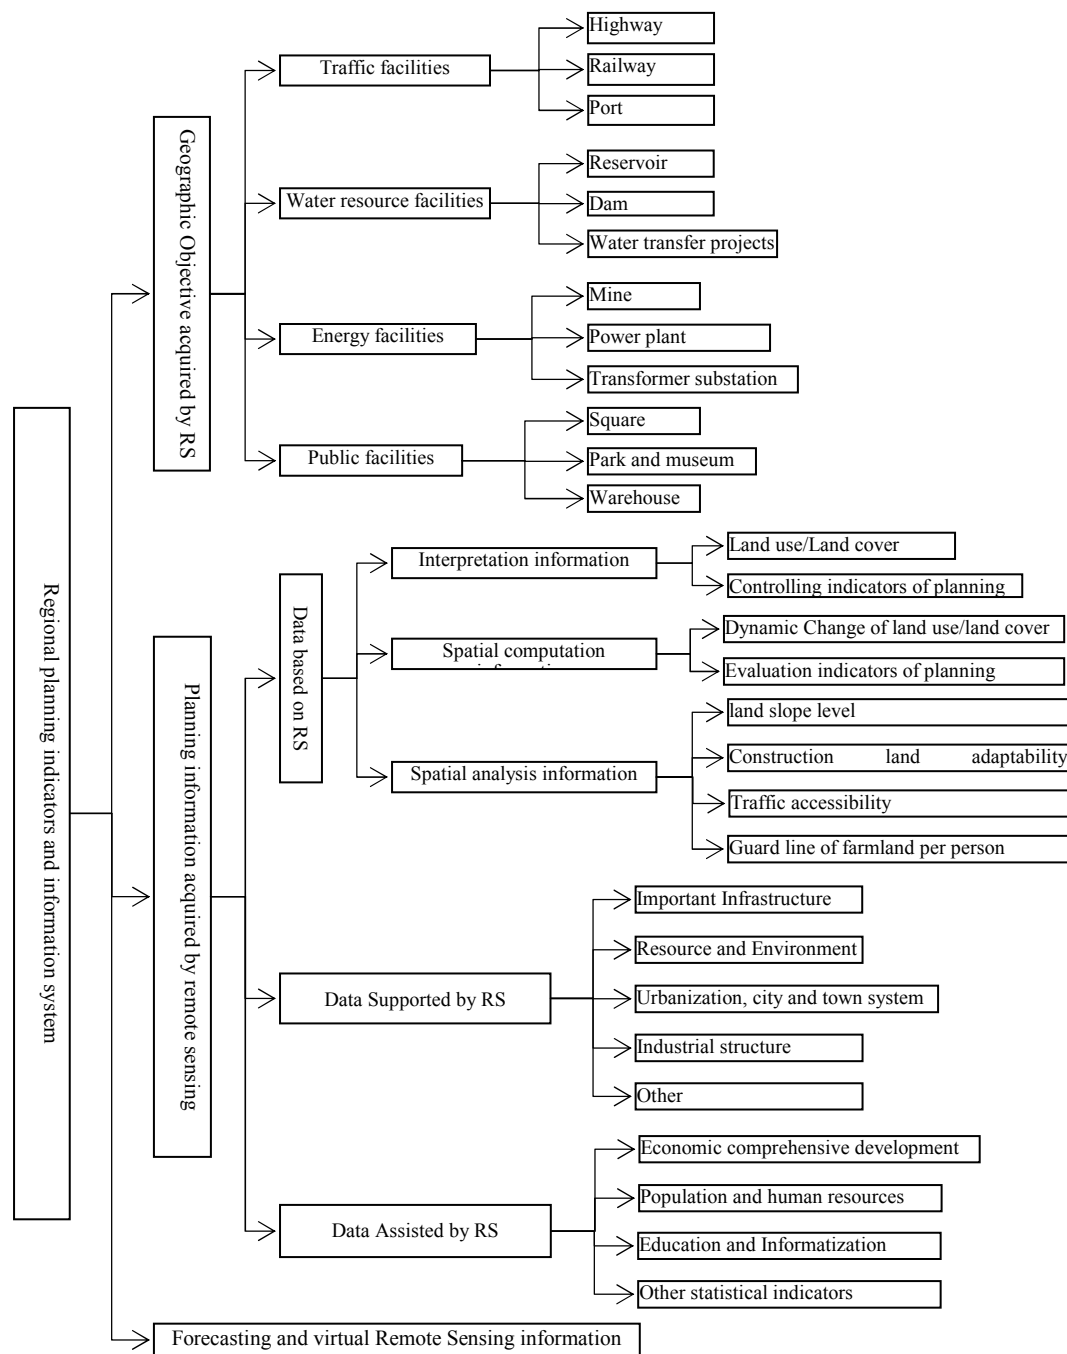 Regional planning indicators and information system
Geographic Objective acquired by RS
Traffic facilities
Highway
Railway
Port
Water resource facilities
Reservoir
Dam
Water transfer projects
Energy facilities
Mine
Power plant
Transformer substation
Public facilities
Square
Park and museum
Warehouse
Planning information acquired by remote sensing
Data based on RS
Interpretation information
Land use/Land cover
Controlling indicators of planning
Spatial computation
Dynamic Change of land use/land cover
Evaluation indicators of planning
Spatial analysis information
land slope level
Construction land adaptability
Traffic accessibility
Guard line of farmland per person
Data Supported by RS
Important Infrastructure
Resource and Environment
Urbanization, city and town system
Industrial structure
Other
Data Assisted by RS
Economic comprehensive development
Population and human resources
Education and Informatization
Other statistical indicators
Forecasting and virtual Remote Sensing information